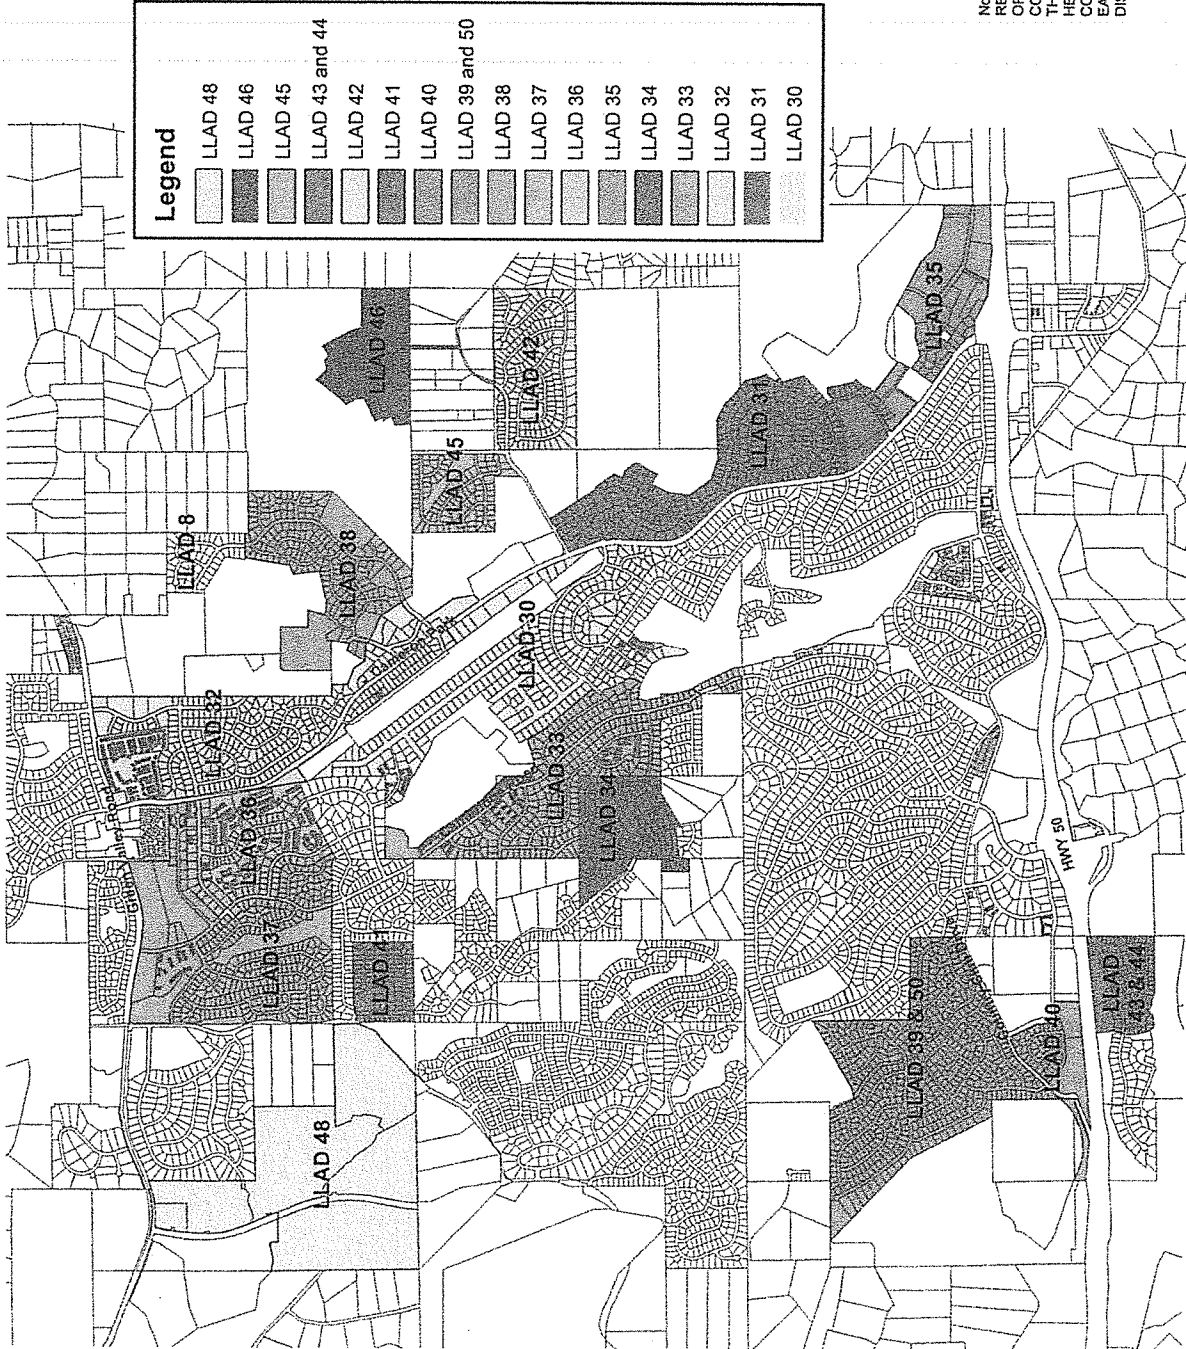 Legend
LLAD 48
LLAD 46
LLAD 45
LLAD 43 and 44
LLAD 42
LLAD 41
LLAD 40
LLAD 39 and 50
LLAD 38
LLAD 37
LLAD 36
LLAD 35
LLAD 34
LLAD 33
LLAD 32
LLAD 31
LLAD 30
LLAD 48
LLAD 37
LLAD 36
LLAD 32
LLAD 8
LLAD 38
LLAD 46
LLAD 45
LLAD 42
LLAD 41
LLAD 30
LLAD 33
LLAD 34
LLAD 31
LLAD 35
LLAD 39 & 50
LLAD 40
LLAD
43 & 44
HWY 50